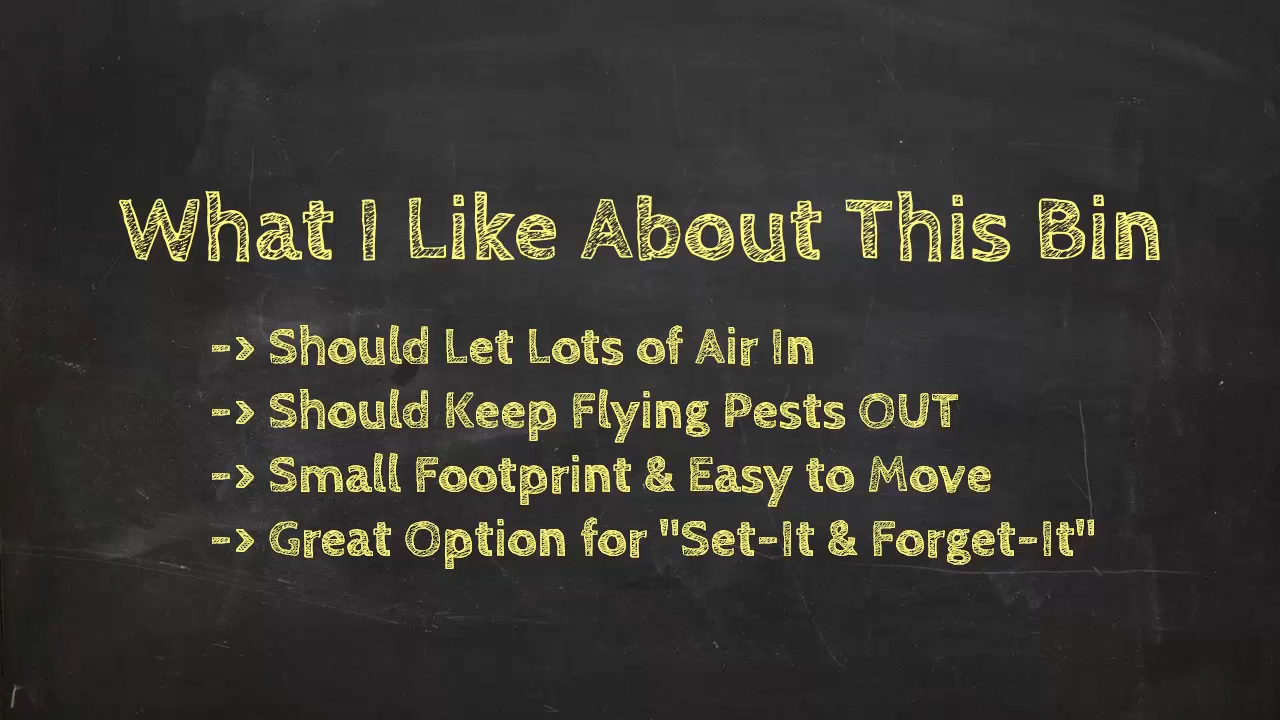 What I Like About This Bin
-> Should Let Lots of Air In
-> Should Keep Flying Pests OUT
-> Small Footprint & Easy to Move
-> Great Option for "Set-It & Forget-It"